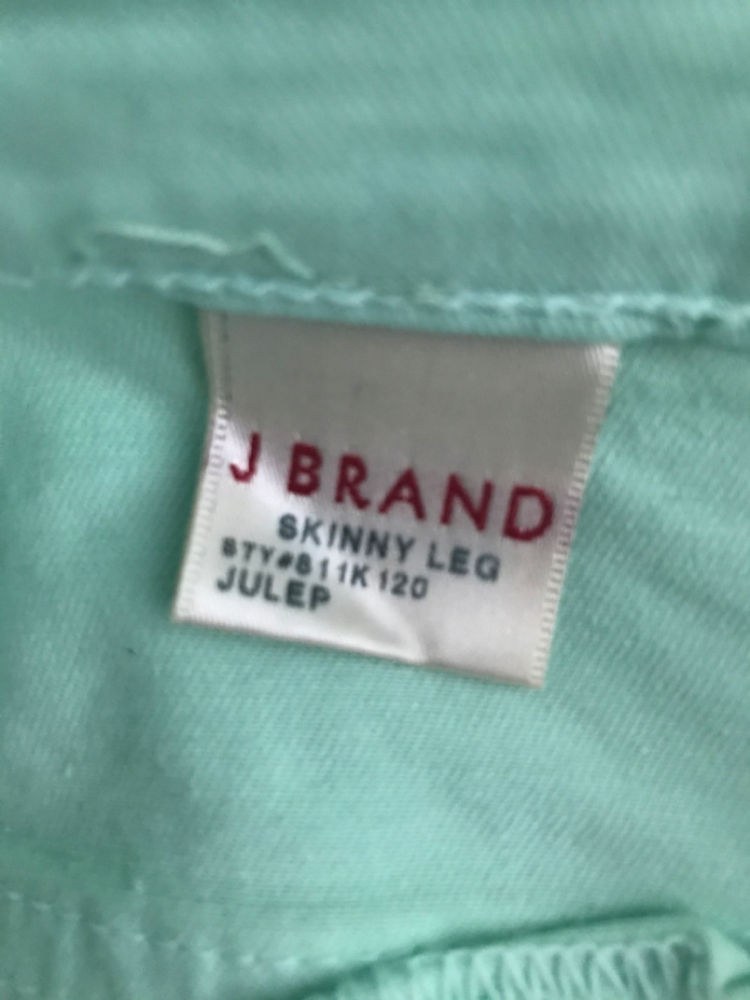 J BRAND
SKINNY LEG
STY#811K120
JULEP